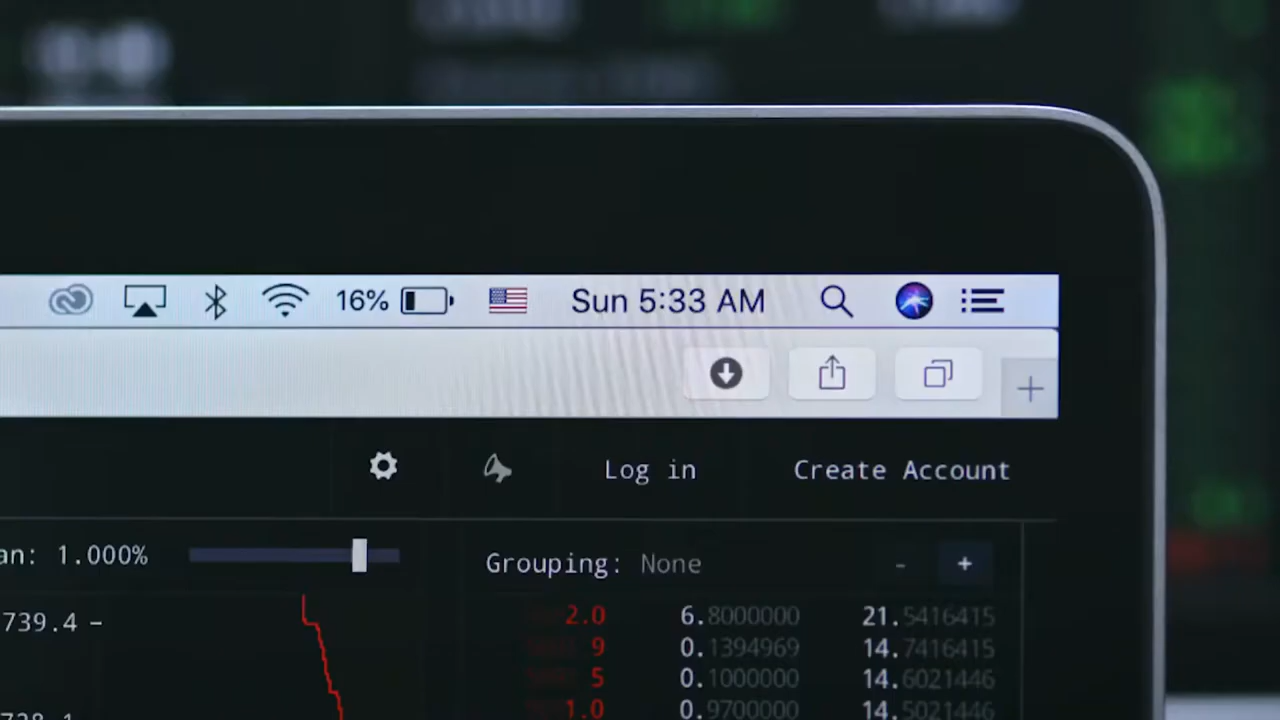 16% Sun 5:33 AM
Log in Create Account
an: 1.000% Grouping: None - +
739.4 – 2.0 6.8000000 21.5416415
9 0.1394969 14.7416415
5 0.1000000 14.6021446
1.0 0.9700000 14.5021446